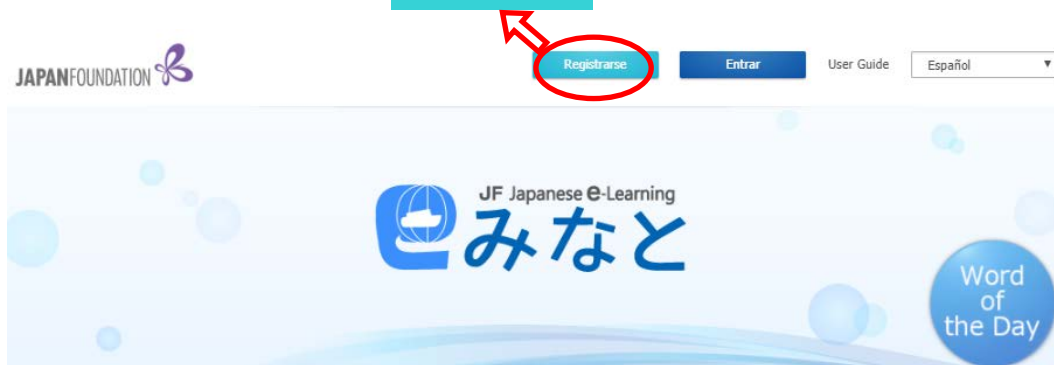 JAPANFOUNDATION
Registrarse
Entrar
User Guide
Español
JF Japanese e-Learning
みなと
Word
of
the Day